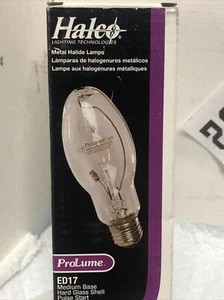 Halco
LIGHTING TECHNOLOGIES
Metal Halide Lamps
Lámparas de halogenuros metálicos
Lampe aux halogénures métalliques
ProLume
ED17
Medium Base
Hard Glass Shell
Pulse Start